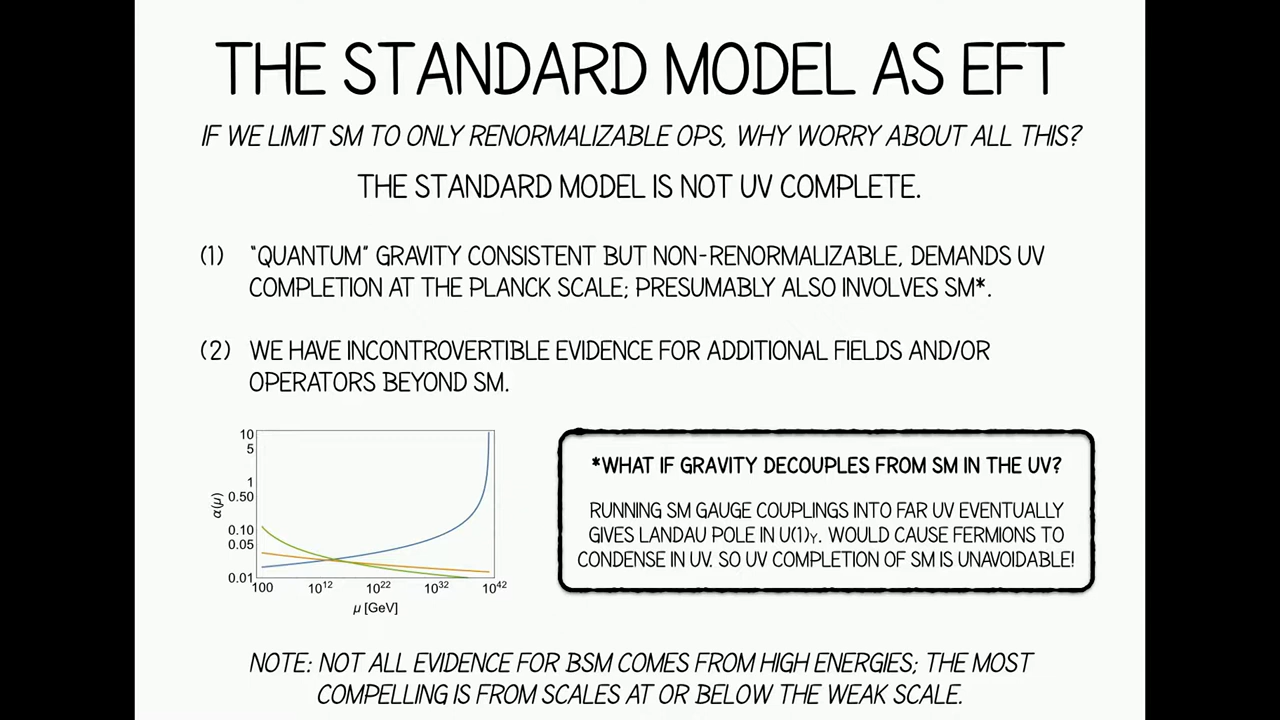 THE STANDARD MODEL AS EFT
IF WE LIMIT SM TO ONLY RENORMALIZABLE OPS, WHY WORRY ABOUT ALL THIS?
THE STANDARD MODEL IS NOT UV COMPLETE.
(1) "QUANTUM" GRAVITY CONSISTENT BUT NON-RENORMALIZABLE, DEMANDS UV
COMPLETION AT THE PLANCK SCALE; PRESUMABLY ALSO INVOLVES SM*.
(2) WE HAVE INCONTROVERTIBLE EVIDENCE FOR ADDITIONAL FIELDS AND/OR
OPERATORS BEYOND SM.
10
5
1
0.50
0.10
0.05
0.01
α(μ)
100 10¹² 10²² 10³² 10⁴²
μ [GeV]
*WHAT IF GRAVITY DECOUPLES FROM SM IN THE UV?
RUNNING SM GAUGE COUPLINGS INTO FAR UV EVENTUALLY
GIVES LANDAU POLE IN U(1)Y. WOULD CAUSE FERMIONS TO
CONDENSE IN UV. SO UV COMPLETION OF SM IS UNAVOIDABLE!
NOTE: NOT ALL EVIDENCE FOR BSM COMES FROM HIGH ENERGIES; THE MOST
COMPELLING IS FROM SCALES AT OR BELOW THE WEAK SCALE.